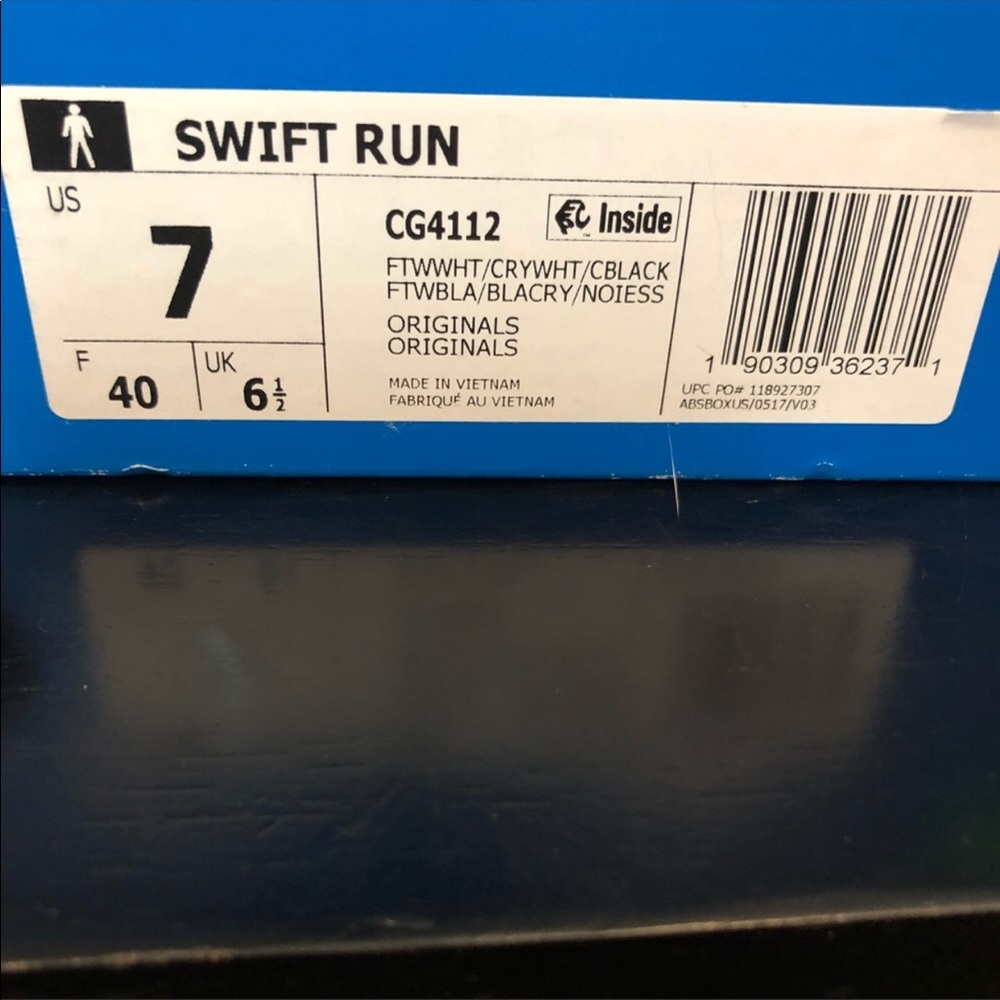 SWIFT RUN
US
7
F
40
UK
6½
CG4112
Inside
FTWWHT/CRYWHT/CBLACK
FTWBLA/BLACRY/NOIESS
ORIGINALS
ORIGINALS
MADE IN VIETNAM
FABRIQUÉ AU VIETNAM
1 90309 36237 1
UPC PO# 118927307
ABSBOXUS/0517/V03